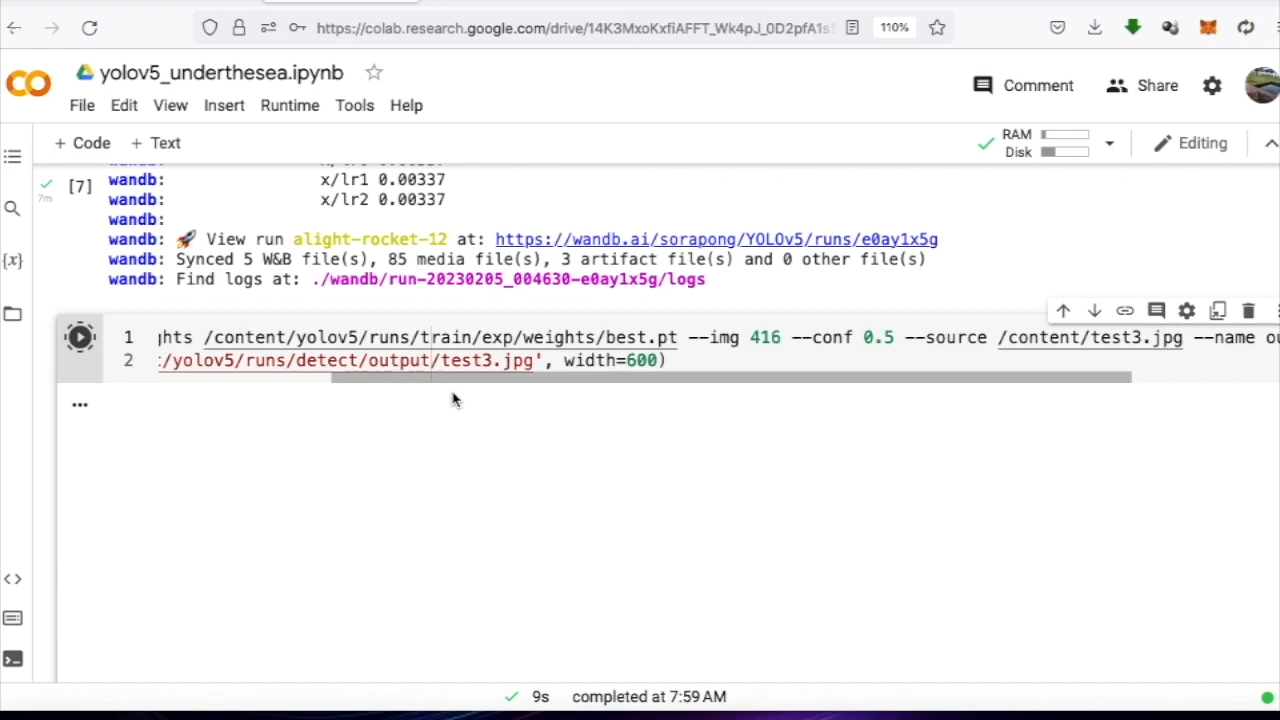 https://colab.research.google.com/drive/14K3MxoKxfiAFFT_Wk4pJ_0D2pfA1s
110%
yolov5_underthesea.ipynb
Comment
Share
File Edit View Insert Runtime Tools Help
+ Code + Text
RAM
Disk
Editing
[7]
7m
wandb:
wandb: x/lr1 0.00337
wandb: x/lr2 0.00337
wandb:
wandb: 🚀 View run alight-rocket-12 at: https://wandb.ai/sorapong/YOLOv5/runs/e0ay1x5g
wandb: Synced 5 W&B file(s), 85 media file(s), 3 artifact file(s) and 0 other file(s)
wandb: Find logs at: ./wandb/run-20230205_004630-e0ay1x5g/logs
1 ghts /content/yolov5/runs/train/exp/weights/best.pt --img 416 --conf 0.5 --source /content/test3.jpg --name ou
2 :/yolov5/runs/detect/output/test3.jpg', width=600)
...
{x}
<>
9s completed at 7:59 AM